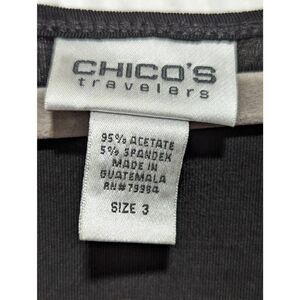 CHICO'S
travelers
95% ACETATE
5% SPANDEX
MADE IN
GUATEMALA
RN# 79984
SIZE 3